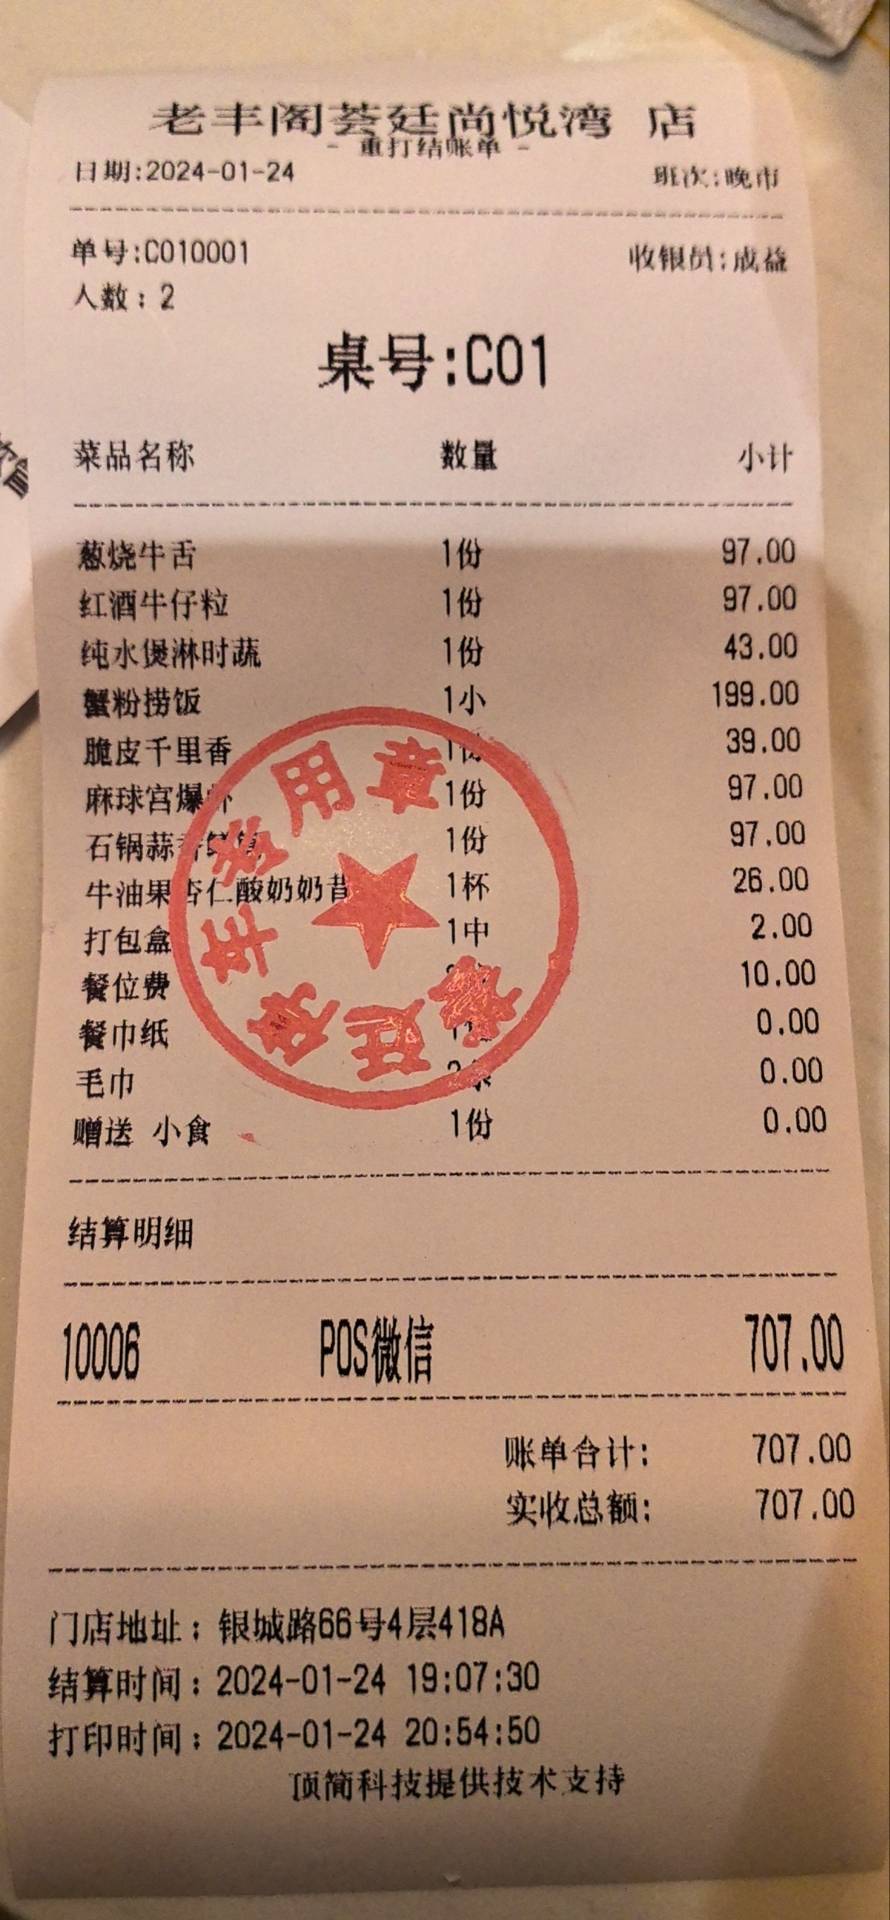 老丰阁荟廷尚悦湾 店
- 重打结账单 -
日期:2024-01-24 班次:晚市
单号:C010001 收银员:成益
人数: 2
桌号:C01
菜品名称 数量 小计
葱烧牛舌 1份 97.00
红酒牛仔粒 1份 97.00
纯水煲淋时蔬 1份 43.00
蟹粉捞饭 1小 199.00
脆皮千里香 1份 39.00
麻球宫爆虾 1份 97.00
石锅蒜香 1份 97.00
牛油果杏仁酸奶奶昔 1杯 26.00
打包盒 1中 2.00
餐位费 10.00
餐巾纸 0.00
毛巾 2条 0.00
赠送 小食 1份 0.00
结算明细
10006 POS微信 707.00
账单合计: 707.00
实收总额: 707.00
门店地址: 银城路66号4层418A
结算时间: 2024-01-24 19:07:30
打印时间: 2024-01-24 20:54:50
顶简科技提供技术支持
用章